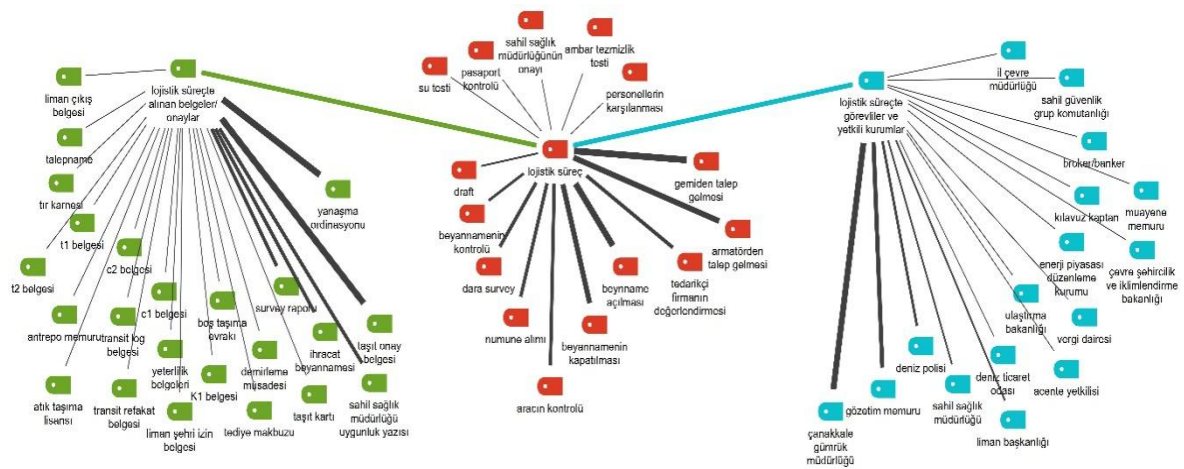 liman çıkış
belgesi
lojistik süreçte
alınan belgeler/
onaylar
talepname
tır karnesi
t1 belgesi
t2 belgesi
c2 belgesi
antrepo memuru
transit log
belgesi
c1 belgesi
boş taşıma
evrakı
survey raporu
yanaşma
ordinasyonu
ihracat
beyannamesi
taşıt onay
belgesi
yeterlilik
belgeleri
K1 belgesi
demirleme
müsadesi
atık taşıma
lisansı
transit refakat
belgesi
liman şehri izin
belgesi
tediye makbuzu
taşıt kartı
sahil sağlık
müdürlüğü
uygunluk yazısı
su testi
pasaport
kontrolü
sahil sağlık
müdürlüğünün
onayı
ambar tezmizlik
testi
personellerin
karşılanması
lojistik süreç
draft
beyannamenin
kontrolü
dara survey
numune alımı
aracın kontrolü
beyannamenin
kapatılması
beynname
açılması
tedarikçi
firmanın
değerlendirmesi
armatörden
talep gelmesi
gemiden talep
gelmesi
lojistik süreçte
görevliler ve
yetkili kurumlar
il çevre
müdürlüğü
sahil güvenlik
grup komutanlığı
broker/banker
muayene
memuru
kılavuz kaptan
çevre şehircilik
ve iklimlendirme
bakanlığı
enerji piyasası
düzenleme
kurumu
ulaştırma
bakanlığı
vergi dairesi
acente yetkilisi
deniz ticaret
odası
liman başkanlığı
sahil sağlık
müdürlüğü
deniz polisi
gözetim memuru
çanakkale
gümrük
müdürlüğü